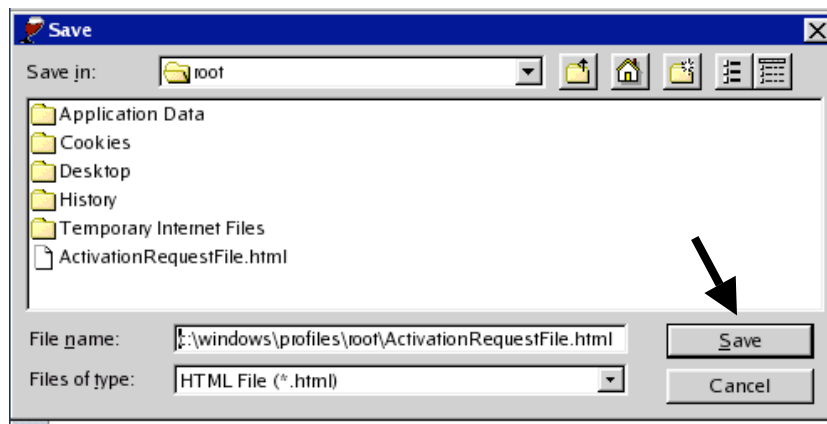 Save
Save in: root
Application Data
Cookies
Desktop
History
Temporary Internet Files
ActivationRequestFile.html
File name: c:\windows\profiles\root\ActivationRequestFile.html Save
Files of type: HTML File (*.html) Cancel